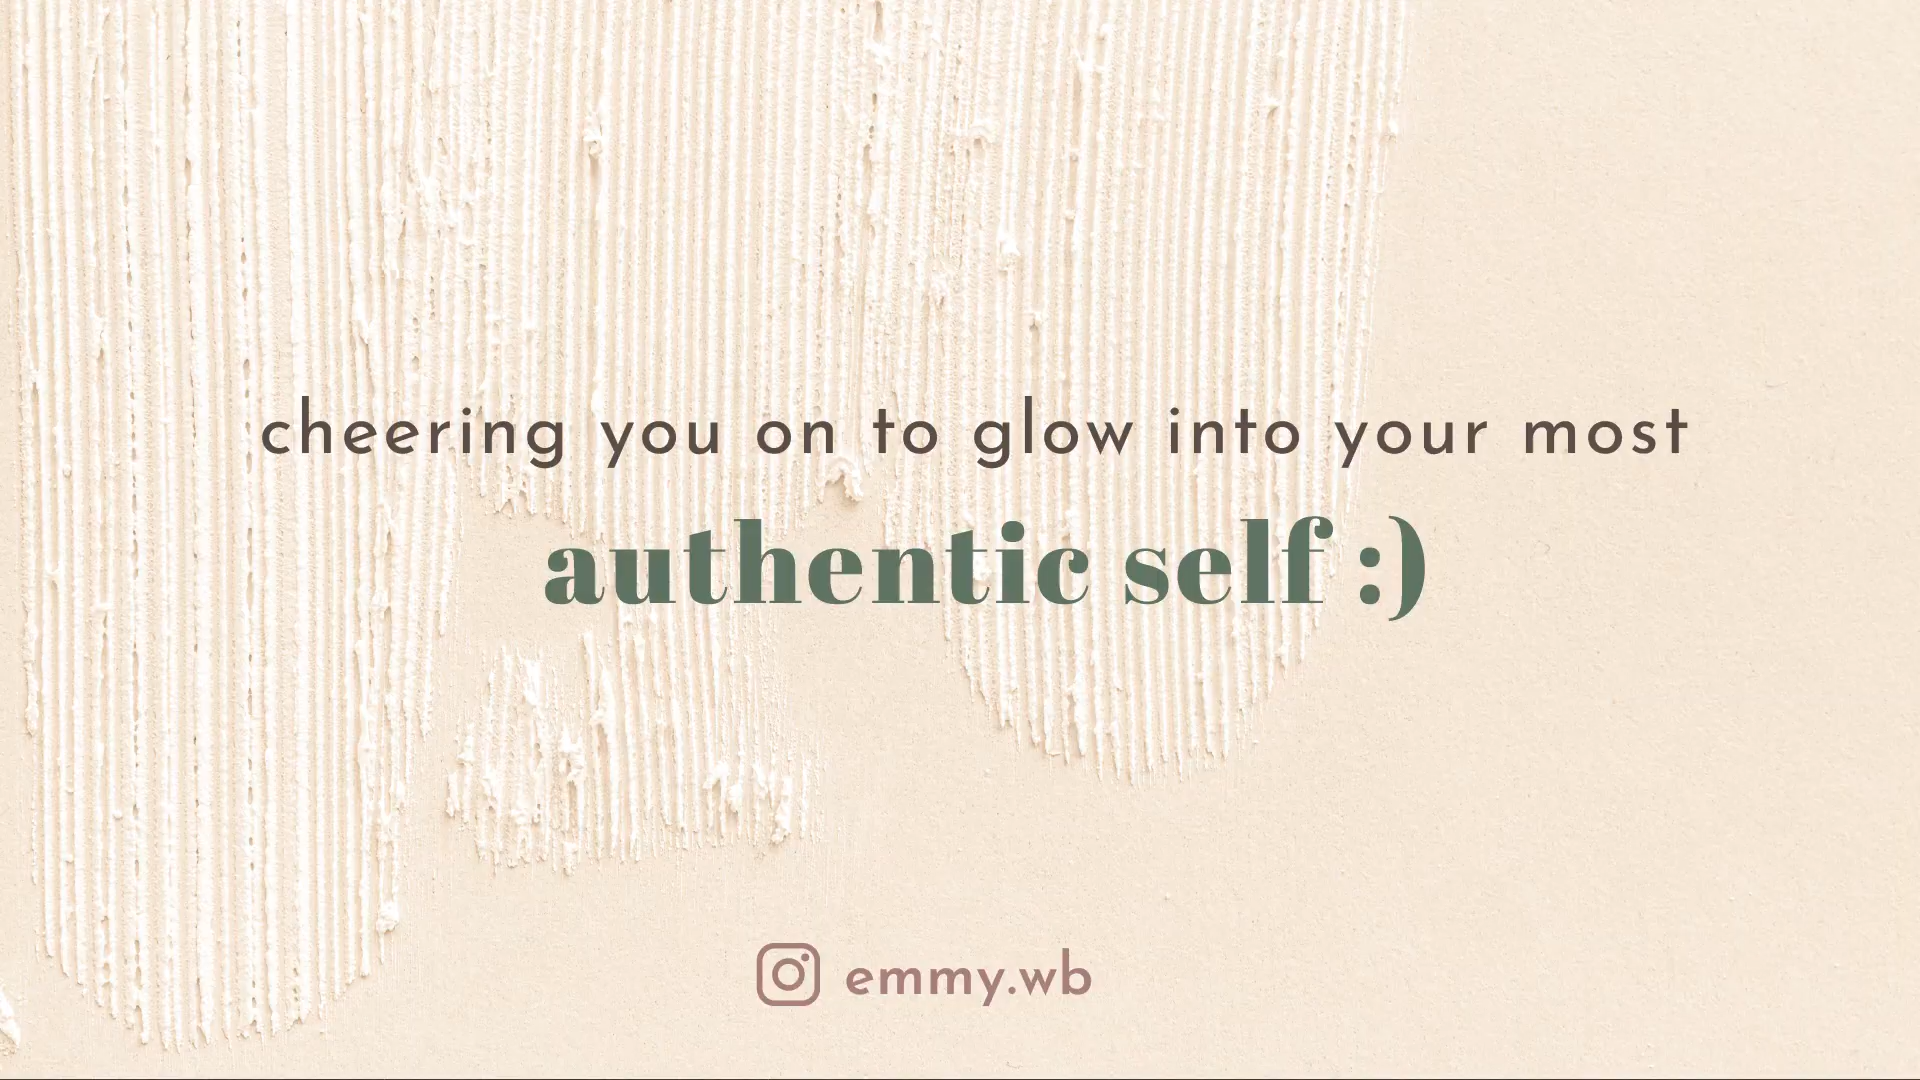 cheering you on to glow into your most
authentic self :)
emmy.wb